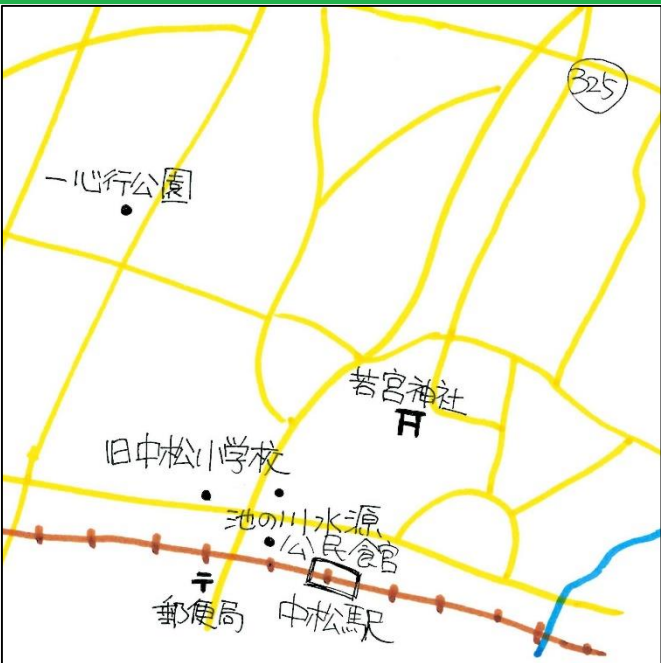 325
一心行公園
若宮神社
旧中松小学校
池の川水源
公民館
〒
郵便局
中松駅